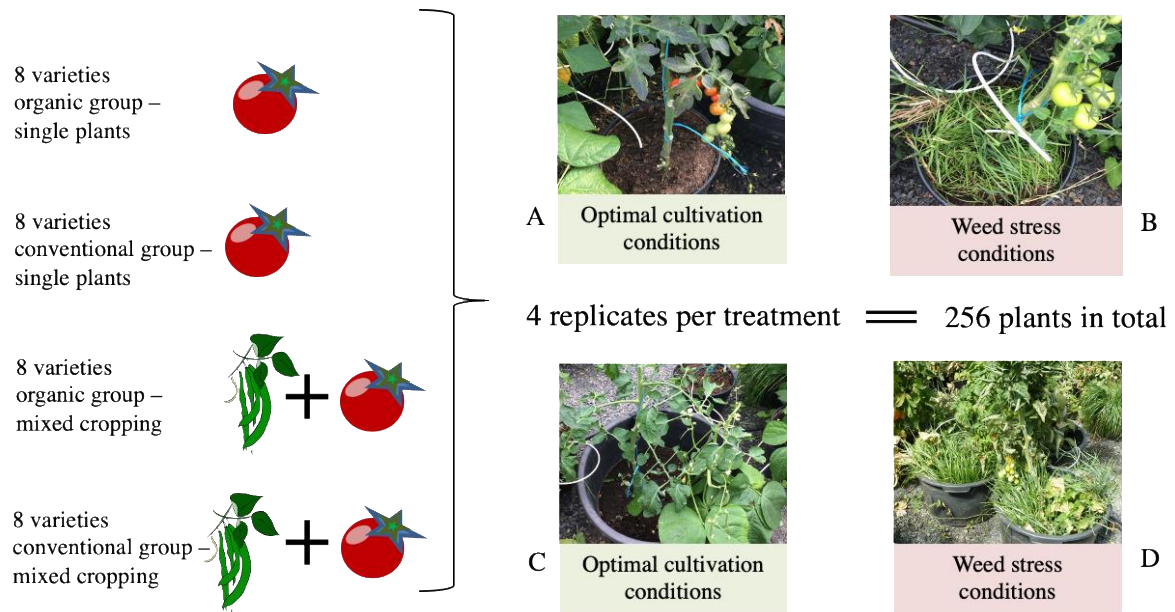 8 varieties
organic group –
single plants
8 varieties
conventional group –
single plants
8 varieties
organic group –
mixed cropping
8 varieties
conventional group –
mixed cropping
A
Optimal cultivation
conditions
Weed stress
conditions
B
4 replicates per treatment = 256 plants in total
C
Optimal cultivation
conditions
Weed stress
conditions
D